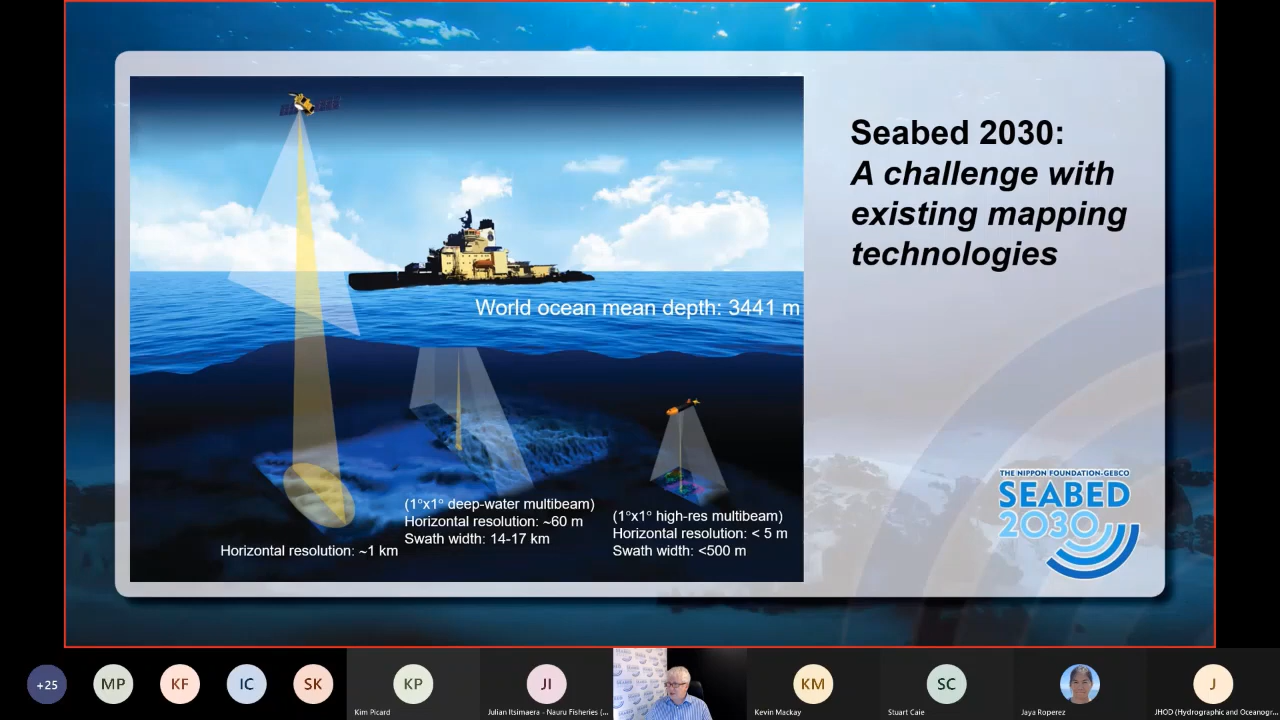 Seabed 2030:
A challenge with
existing mapping
technologies
World ocean mean depth: 3441 m
(1°x1° deep-water multibeam)
Horizontal resolution: ~60 m
Swath width: 14-17 km
(1°x1° high-res multibeam)
Horizontal resolution: < 5 m
Swath width: <500 m
Horizontal resolution: ~1 km
THE NIPPON FOUNDATION-GEBCO
SEABED
2030
+25
MP
KF
IC
SK
KP
Kim Picard
JI
Julian Itsimaera - Nauru Fisheries (...
KM
Kevin Mackay
SC
Stuart Caie
Jaya Roperez
J
JHOD (Hydrographic and Oceanogr...